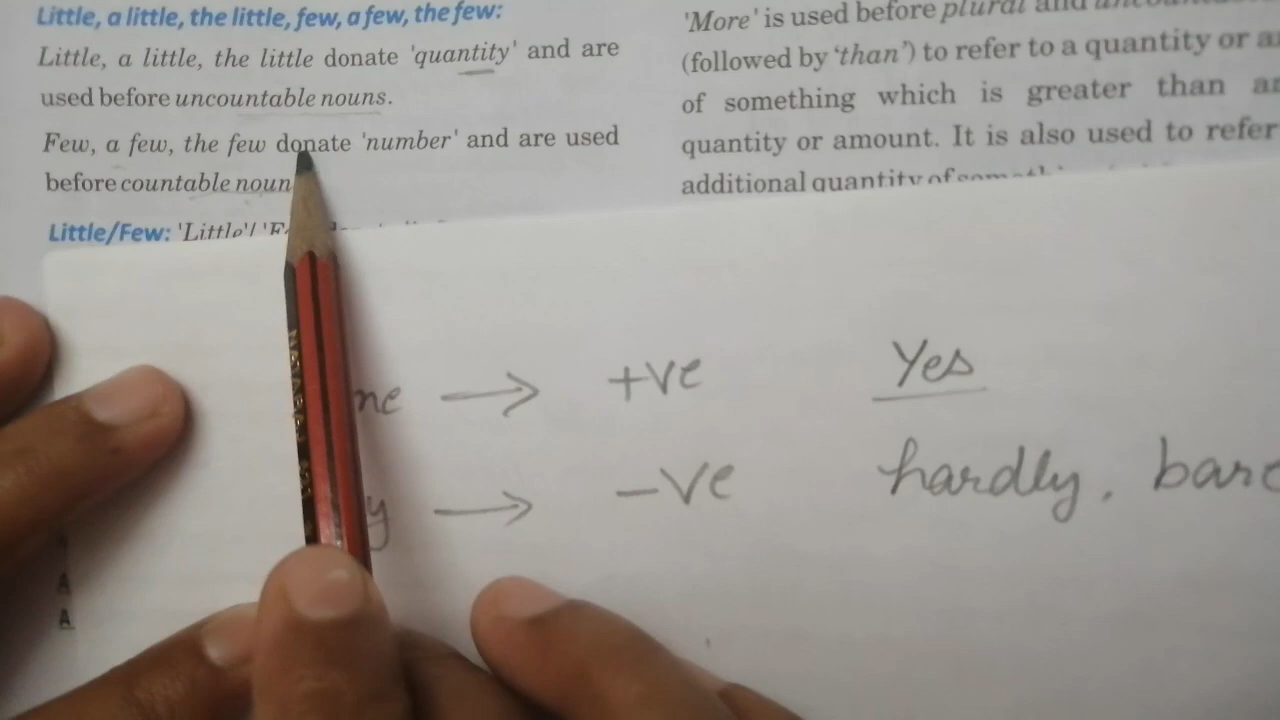 Little, a little, the little, few, a few, the few:
Little, a little, the little donate 'quantity' and are
used before uncountable nouns.
Few, a few, the few donate 'number' and are used
before countable noun
Little/Few: 'Little'/
'More' is used before plural and
(followed by 'than') to refer to a quantity or
of something which is greater than
quantity or amount. It is also used to refer
additional quantity of
→ +ve Yes
→ -ve hardly,
A
A